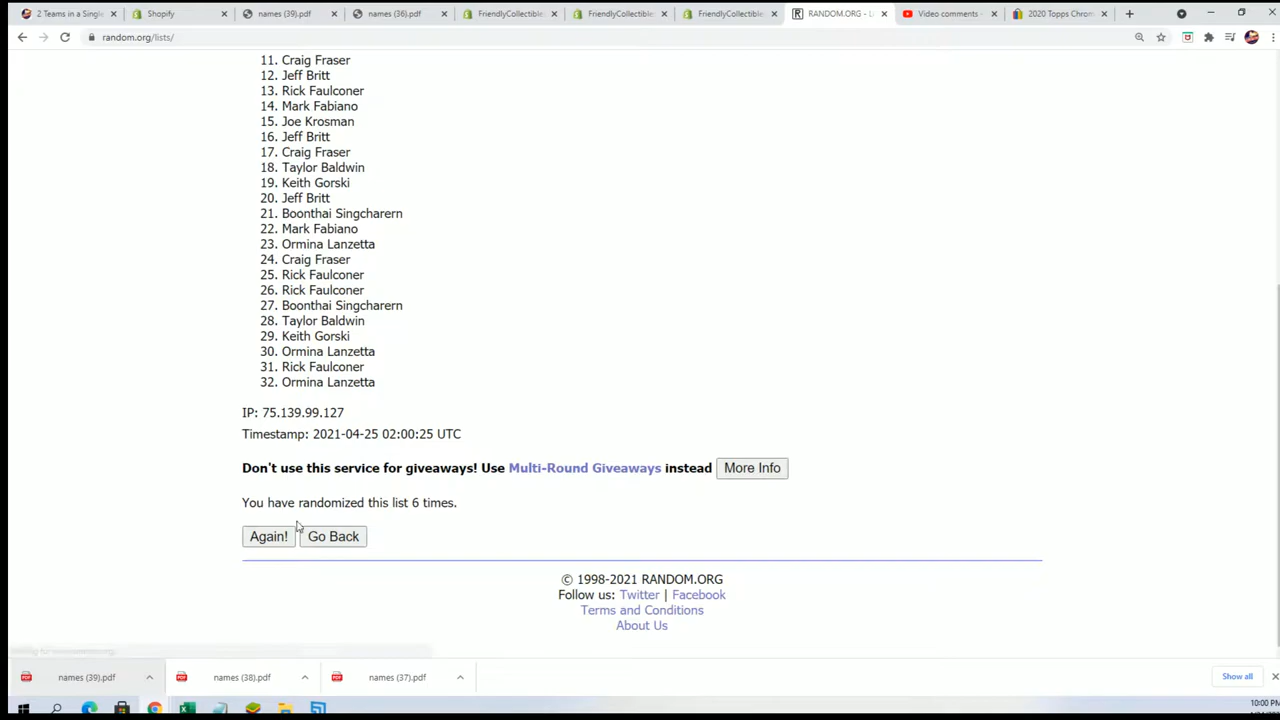 2 Teams in a Single
Shopify
names (39).pdf
names (36).pdf
FriendlyCollectible
FriendlyCollectible
FriendlyCollectible
RANDOM.ORG - Li
Video comments -
2020 Topps Chrom
random.org/lists/
11. Craig Fraser
12. Jeff Britt
13. Rick Faulconer
14. Mark Fabiano
15. Joe Krosman
16. Jeff Britt
17. Craig Fraser
18. Taylor Baldwin
19. Keith Gorski
20. Jeff Britt
21. Boonthai Singcharern
22. Mark Fabiano
23. Ormina Lanzetta
24. Craig Fraser
25. Rick Faulconer
26. Rick Faulconer
27. Boonthai Singcharern
28. Taylor Baldwin
29. Keith Gorski
30. Ormina Lanzetta
31. Rick Faulconer
32. Ormina Lanzetta
IP: 75.139.99.127
Timestamp: 2021-04-25 02:00:25 UTC
Don't use this service for giveaways! Use Multi-Round Giveaways instead More Info
You have randomized this list 6 times.
Again! Go Back
© 1998-2021 RANDOM.ORG
Follow us: Twitter | Facebook
Terms and Conditions
About Us
names (39).pdf
names (38).pdf
names (37).pdf
Show all
10:00 PM